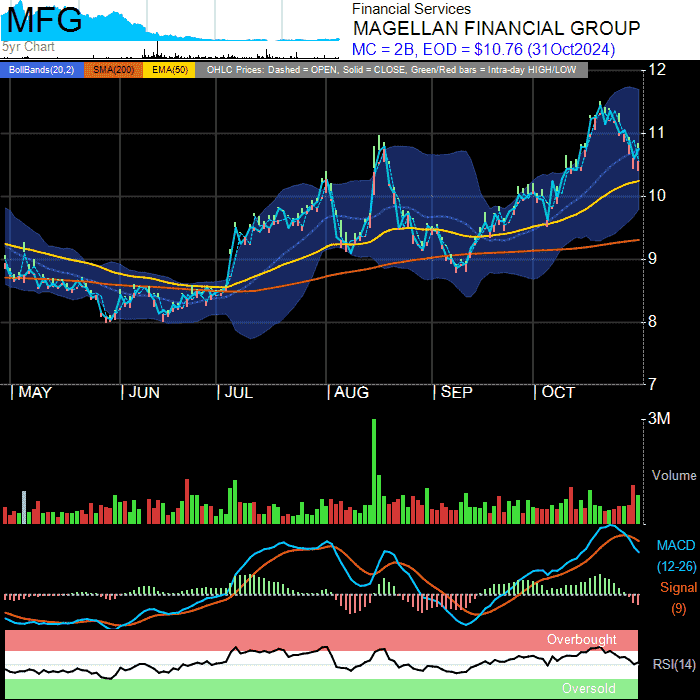 MFG
5yr Chart
Financial Services
MAGELLAN FINANCIAL GROUP
MC = 2B, EOD = $10.76 (31Oct2024)
BollBands(20,2) SMA(200) EMA(50) OHLC Prices: Dashed = OPEN, Solid = CLOSE, Green/Red bars = Intra-day HIGH/LOW
12
11
10
9
8
7
| MAY | JUN | JUL | AUG | SEP | OCT
3M
Volume
MACD
(12-26)
Signal
(9)
Overbought
RSI(14)
Oversold